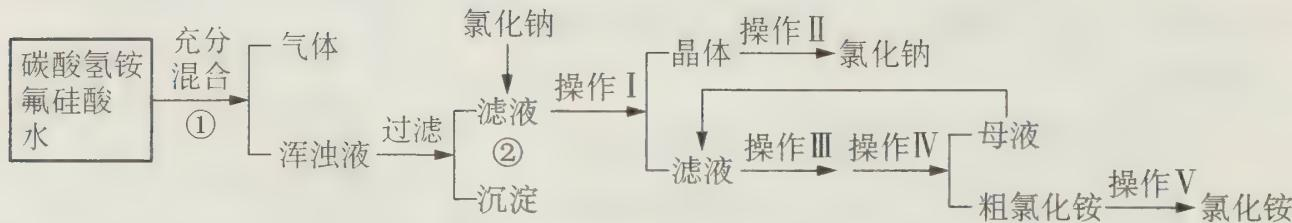 碳酸氢铵
氟硅酸
水
充分
混合
①
气体
浑浊液
过滤
氯化钠
滤液
②
沉淀
操作Ⅰ
晶体
操作Ⅱ
氯化钠
滤液
操作Ⅲ
操作Ⅳ
母液
粗氯化铵
操作Ⅴ
氯化铵